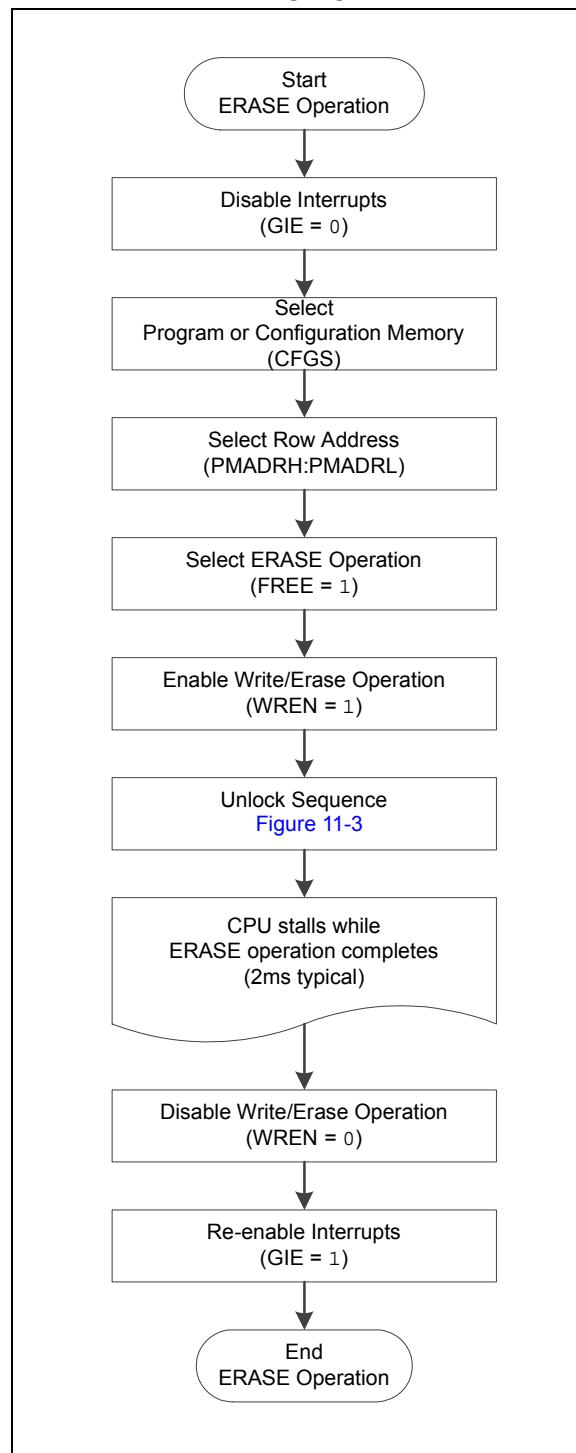 Start
ERASE Operation
Disable Interrupts
(GIE = 0)
Select
Program or Configuration Memory
(CFGS)
Select Row Address
(PMADRH:PMADRL)
Select ERASE Operation
(FREE = 1)
Enable Write/Erase Operation
(WREN = 1)
Unlock Sequence
Figure 11-3
CPU stalls while
ERASE operation completes
(2ms typical)
Disable Write/Erase Operation
(WREN = 0)
Re-enable Interrupts
(GIE = 1)
End
ERASE Operation